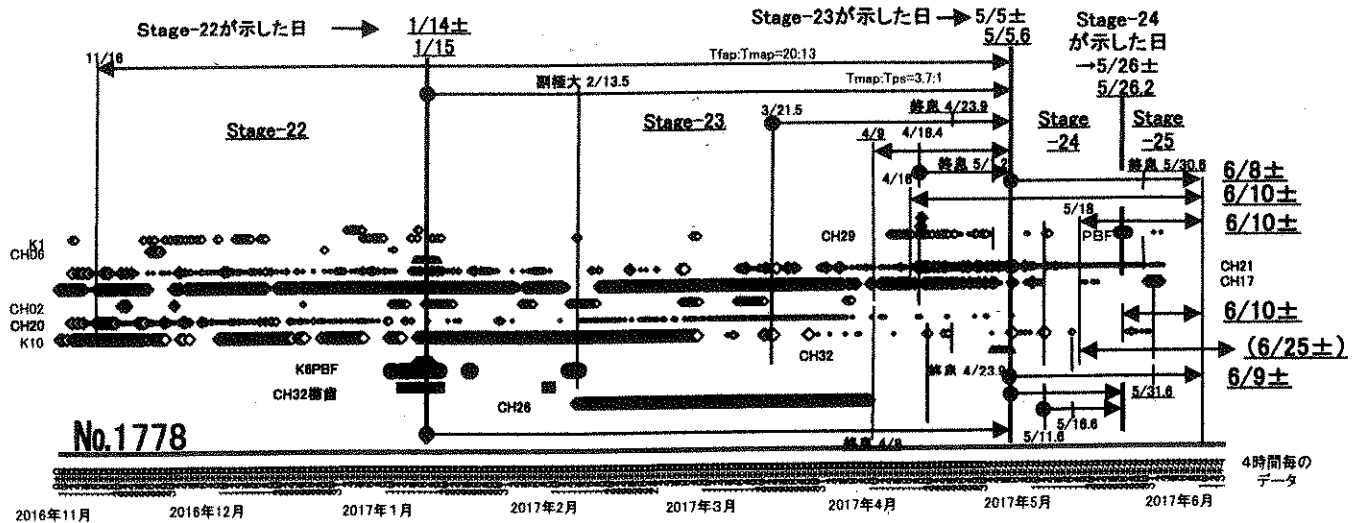 Stage-22が示した日
1/14土
1/15
Stage-23が示した日
5/5土
5/5.6
Stage-24
が示した日
→5/26土
5/26.2
11/16
Tfap:Tmap=20:13
副極大 2/13.5
Tmap:Tps=3.7:1
Stage-22
Stage-23
3/21.5
終息 4/23.9
Stage
-24
Stage
-25
4/9
4/16.4
終息 5/1.2
終息 5/30.6
4/16
6/8±
6/10±
5/18
6/10±
K1
CH06
CH29
PBF
CH21
CH17
CH02
CH20
K10
CH32
6/10±
(6/25±)
K6PBF
終息 4/23.9
6/9±
CH32櫛歯
CH26
5/31.6
5/16.6
5/11.6
No.1778
終息 4/9
4時間毎の
データ
2016年11月
2016年12月
2017年1月
2017年2月
2017年3月
2017年4月
2017年5月
2017年6月